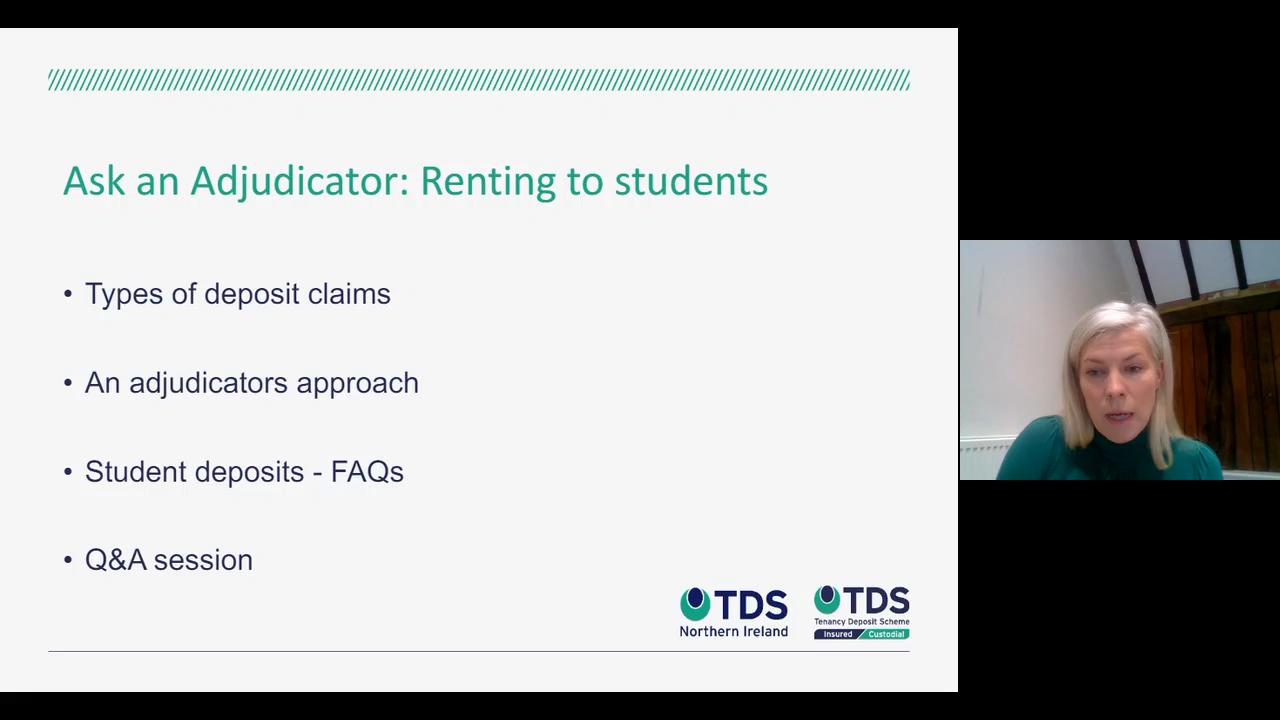 Ask an Adjudicator: Renting to students
• Types of deposit claims
• An adjudicators approach
• Student deposits - FAQs
• Q&A session
TDS
Northern Ireland
TDS
Tenancy Deposit Scheme
Insured Custodial